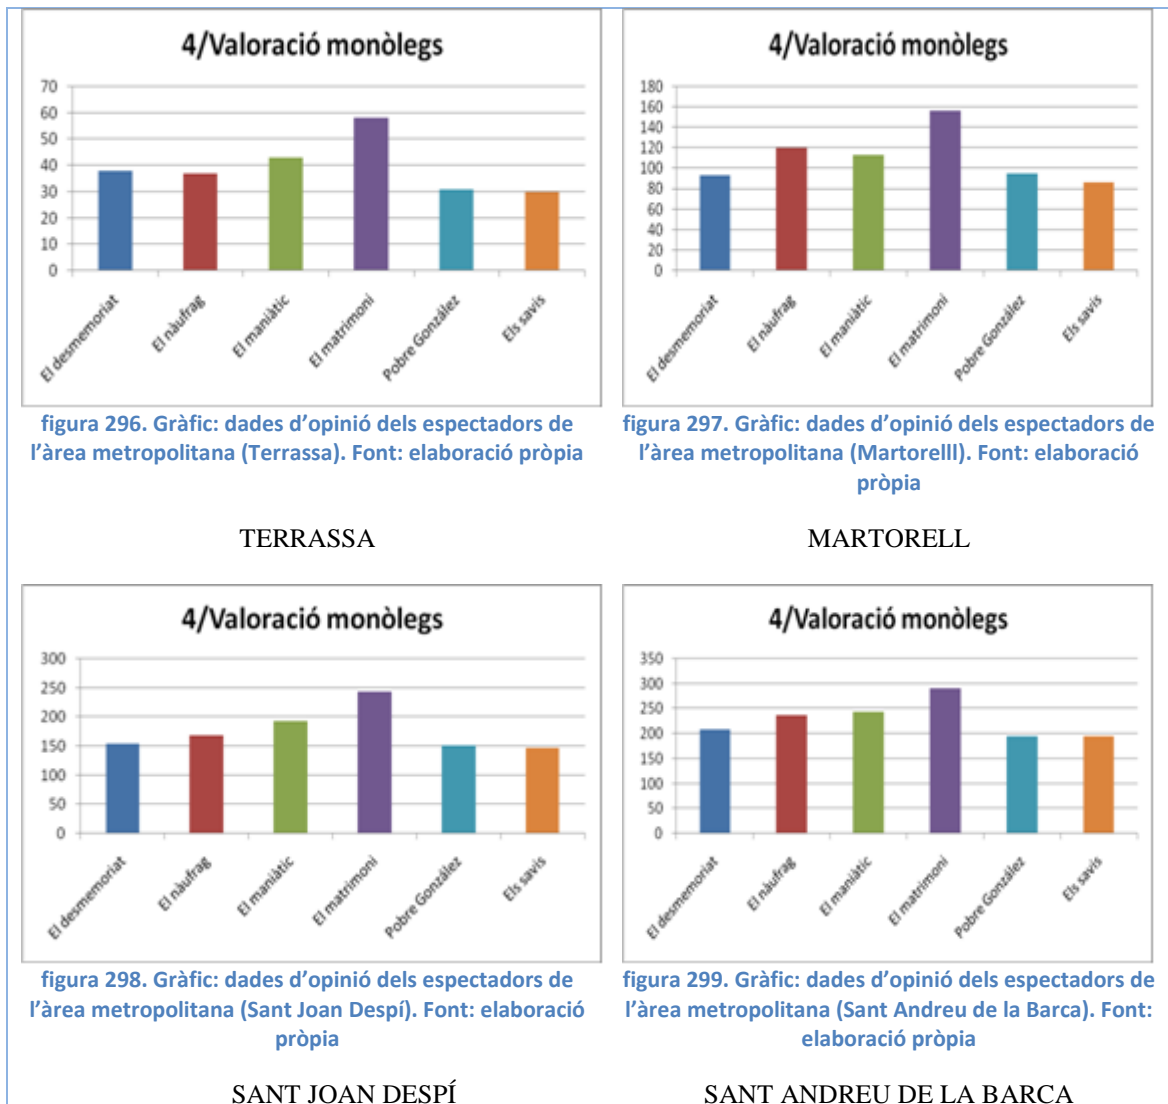 4/Valoració monòlegs
70
60
50
40
30
20
10
0
El desmemoriat
El nàufrag
El maniàtic
El matrimoni
Pobre González
Els savis
figura 296. Gràfic: dades d’opinió dels espectadors de
l’àrea metropolitana (Terrassa). Font: elaboració pròpia
TERRASSA
4/Valoració monòlegs
180
160
140
120
100
80
60
40
20
0
El desmemoriat
El nàufrag
El maniàtic
El matrimoni
Pobre González
Els savis
figura 297. Gràfic: dades d’opinió dels espectadors de
l’àrea metropolitana (Martorelll). Font: elaboració
pròpia
MARTORELL
4/Valoració monòlegs
300
250
200
150
100
50
0
El desmemoriat
El nàufrag
El maniàtic
El matrimoni
Pobre González
Els savis
figura 298. Gràfic: dades d’opinió dels espectadors de
l’àrea metropolitana (Sant Joan Despí). Font: elaboració
pròpia
SANT JOAN DESPÍ
4/Valoració monòlegs
350
300
250
200
150
100
50
0
El desmemoriat
El nàufrag
El maniàtic
El matrimoni
Pobre González
Els savis
figura 299. Gràfic: dades d’opinió dels espectadors de
l’àrea metropolitana (Sant Andreu de la Barca). Font:
elaboració pròpia
SANT ANDREU DE LA BARCA